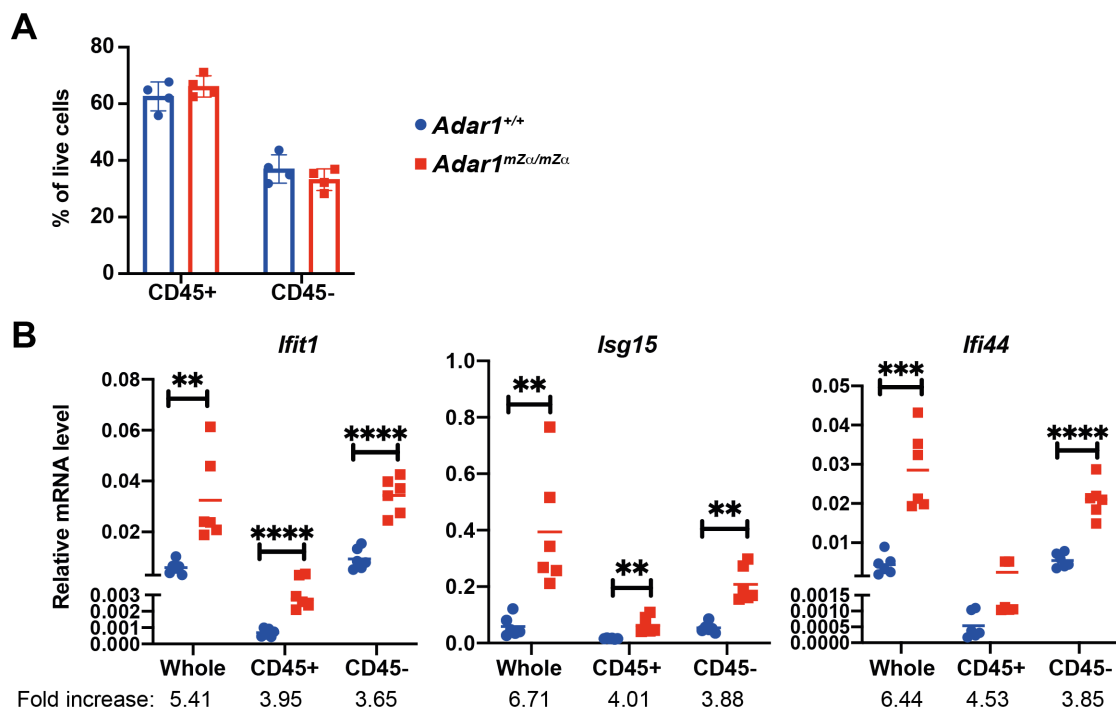 A
80
60
40
20
0
% of live cells
CD45+ CD45-
Adar1+/+
Adar1mZα/mZα
B
Ifit1 Isg15 Ifi44
Relative mRNA level
0.08
0.06
0.04
0.02
0.003
0.002
0.001
0.000
** **** ****
Whole CD45+ CD45-
1.0
0.8
0.6
0.4
0.2
0.0
** ** **
Whole CD45+ CD45-
0.05
0.04
0.03
0.02
0.01
0.0015
0.0010
0.0005
0.0000
*** ****
Whole CD45+ CD45-
Fold increase: 5.41 3.95 3.65 6.71 4.01 3.88 6.44 4.53 3.85